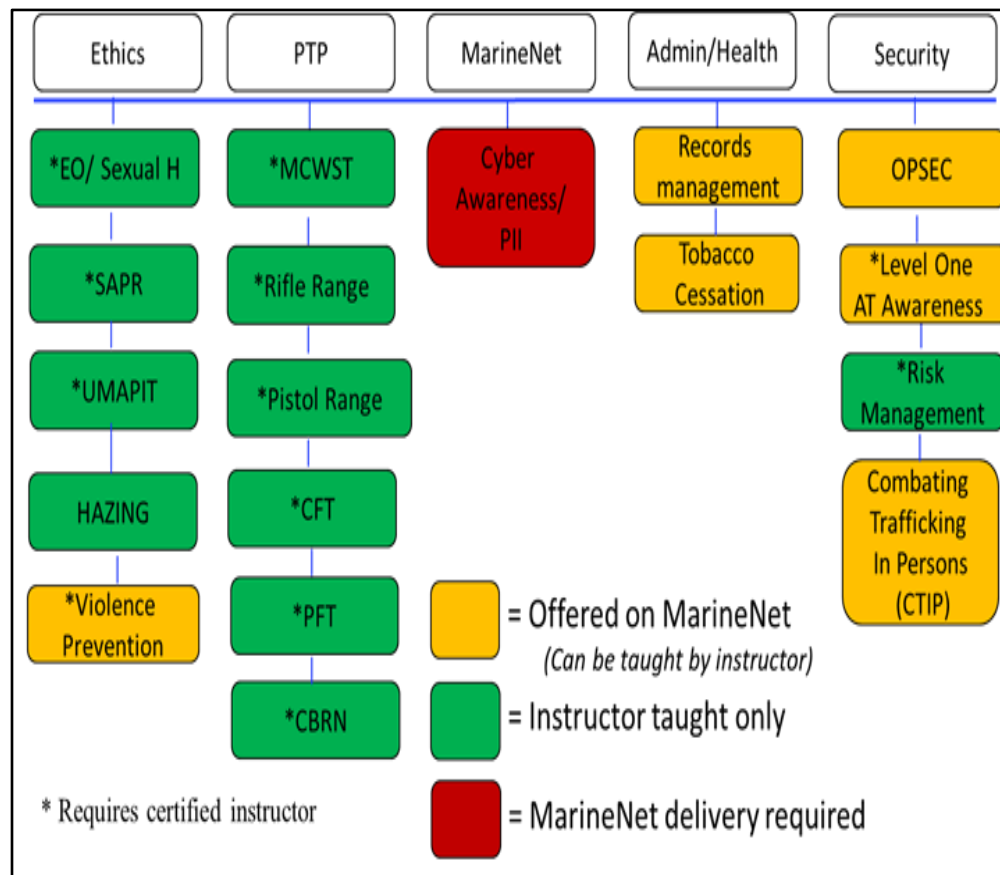 Ethics
PTP
MarineNet
Admin/Health
Security
*EO/ Sexual H
*SAPR
*UMAPIT
HAZING
*Violence
Prevention
*MCWST
*Rifle Range
*Pistol Range
*CFT
*PFT
*CBRN
Cyber
Awareness/
PII
Records
management
Tobacco
Cessation
OPSEC
*Level One
AT Awareness
*Risk
Management
Combating
Trafficking
In Persons
(CTIP)
= Offered on MarineNet
(Can be taught by instructor)
= Instructor taught only
= MarineNet delivery required
* Requires certified instructor